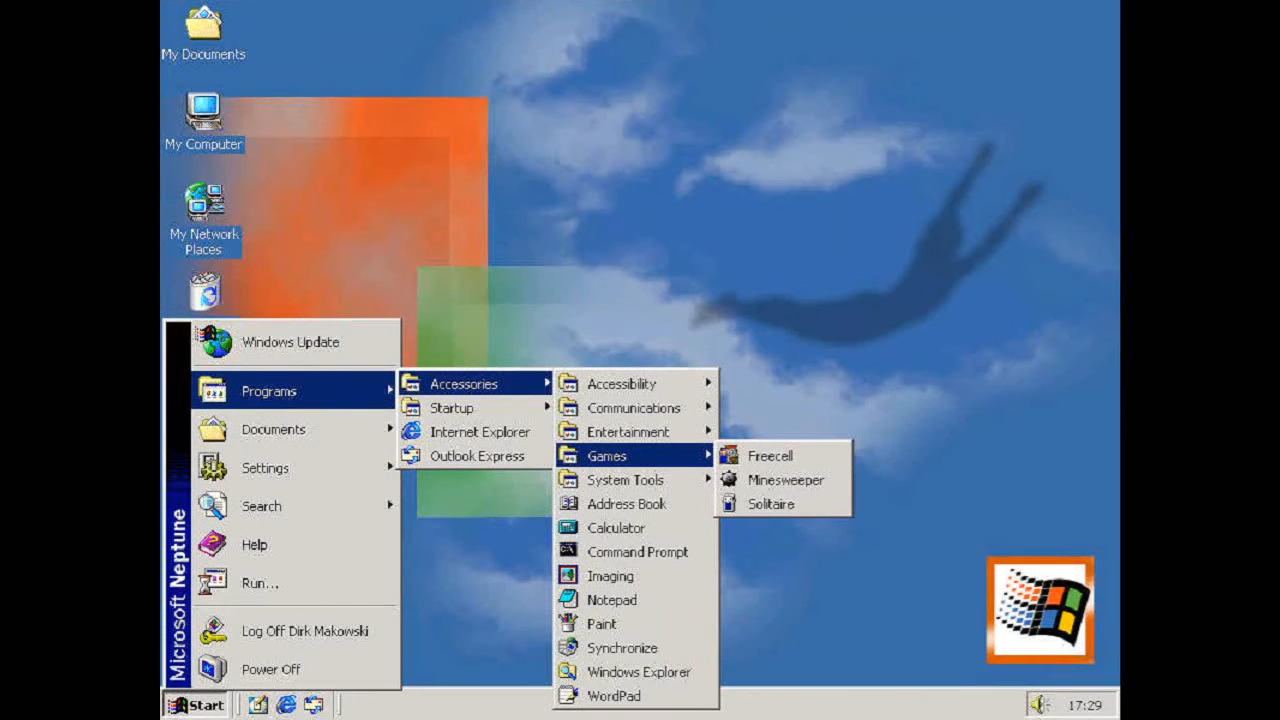 My Documents
My Computer
My Network
Places
Windows Update
Programs
Documents
Settings
Search
Help
Run...
Log Off Dirk Makowski
Power Off
Microsoft Neptune
Accessories
Startup
Internet Explorer
Outlook Express
Accessibility
Communications
Entertainment
Games
System Tools
Address Book
Calculator
Command Prompt
Imaging
Notepad
Paint
Synchronize
Windows Explorer
WordPad
Freecell
Minesweeper
Solitaire
Start
17:29